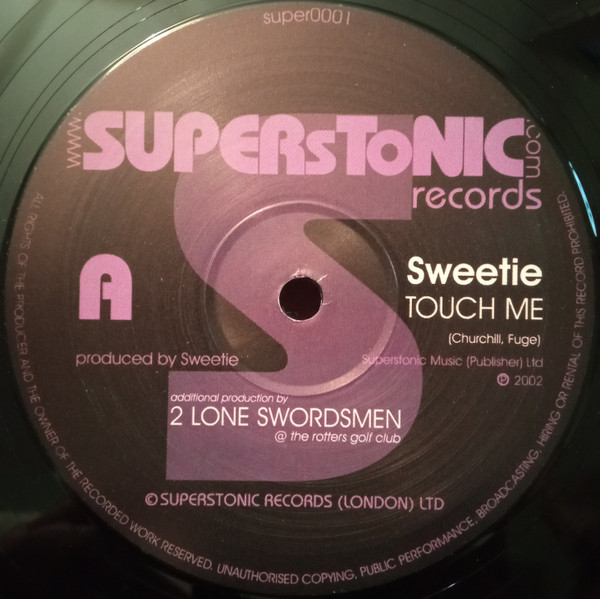 super0001
www.SUPERsToNIC.com
records
A
Sweetie
TOUCH ME
(Churchill, Fuge)
produced by Sweetie
Superstonic Music (Publisher) Ltd
℗ 2002
additional production by
2 LONE SWORDSMEN
@ the rotters golf club
© SUPERSTONIC RECORDS (LONDON) LTD
ALL RIGHTS OF THE PRODUCER AND THE OWNER OF THE RECORDED WORK RESERVED. UNAUTHORISED COPYING, PUBLIC PERFORMANCE, BROADCASTING, HIRING OR RENTAL OF THIS RECORD PROHIBITED.